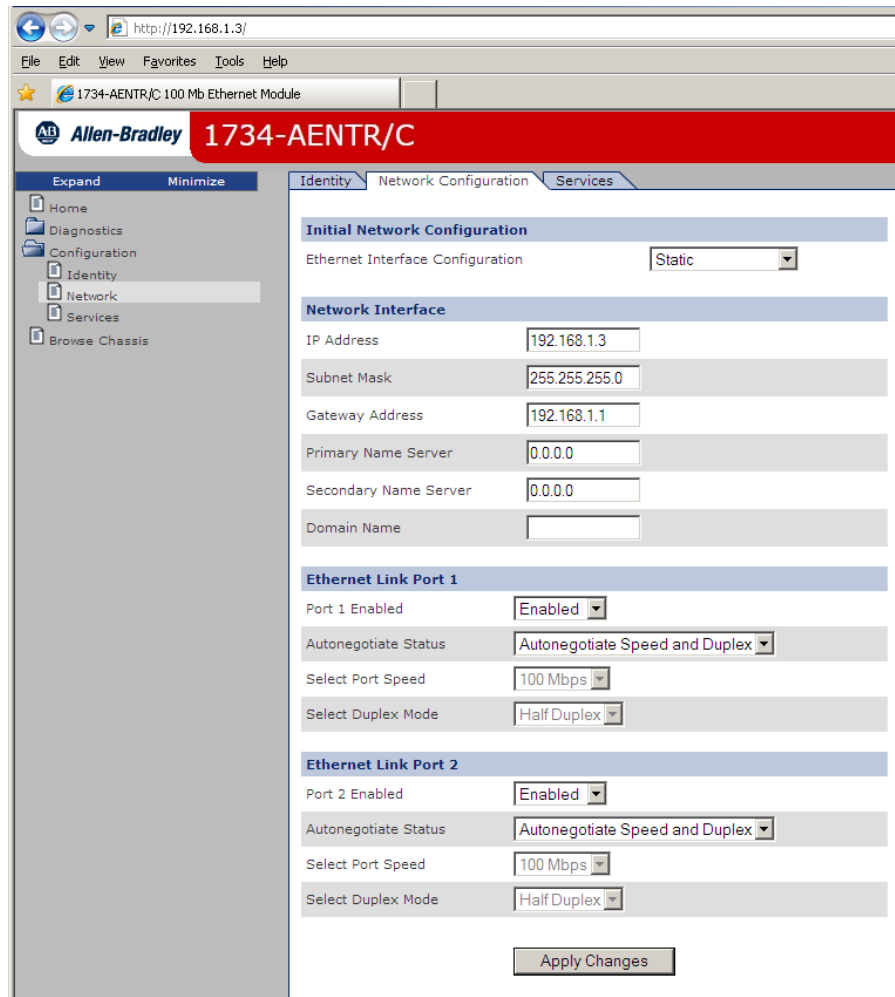 http://192.168.1.3/
File Edit View Favorites Tools Help
1734-AENTR/C 100 Mb Ethernet Module
AB Allen-Bradley 1734-AENTR/C
Expand Minimize
Home
Diagnostics
Configuration
Identity
Network
Services
Browse Chassis
Identity Network Configuration Services
Initial Network Configuration
Ethernet Interface Configuration Static
Network Interface
IP Address 192.168.1.3
Subnet Mask 255.255.255.0
Gateway Address 192.168.1.1
Primary Name Server 0.0.0.0
Secondary Name Server 0.0.0.0
Domain Name
Ethernet Link Port 1
Port 1 Enabled Enabled
Autonegotiate Status Autonegotiate Speed and Duplex
Select Port Speed 100 Mbps
Select Duplex Mode Half Duplex
Ethernet Link Port 2
Port 2 Enabled Enabled
Autonegotiate Status Autonegotiate Speed and Duplex
Select Port Speed 100 Mbps
Select Duplex Mode Half Duplex
Apply Changes